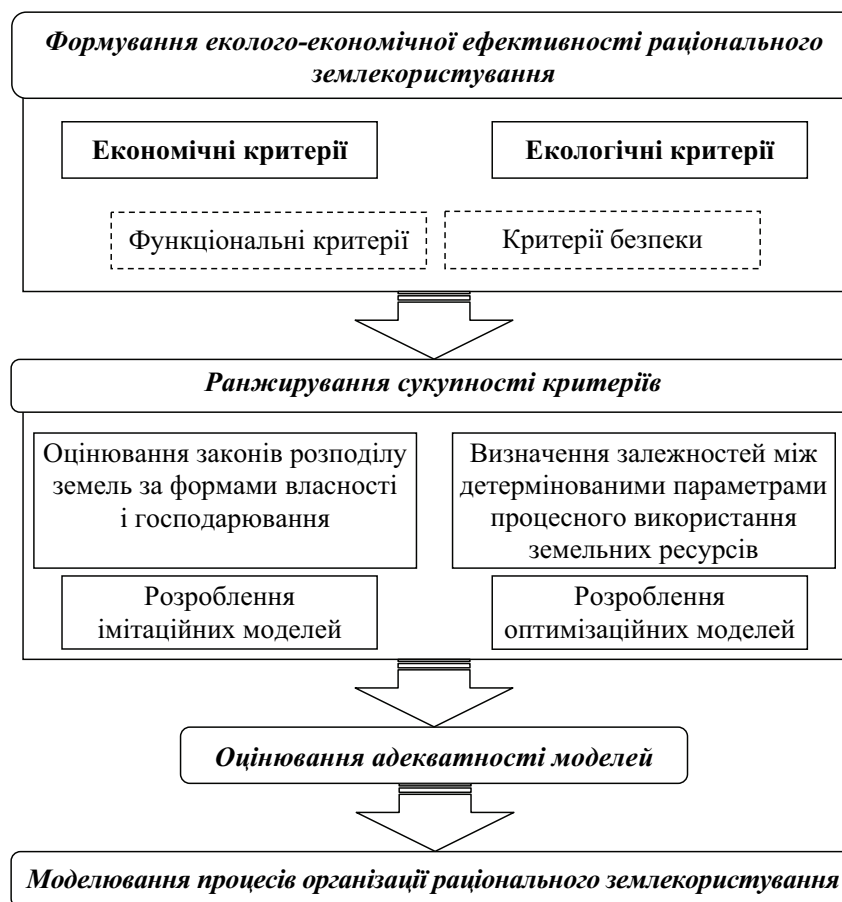 Формування еколого-економічної ефективності раціонального
землекористування
Економічні критерії
Екологічні критерії
Функціональні критерії
Критерії безпеки
Ранжирування сукупності критеріїв
Оцінювання законів розподілу
земель за формами власності
і господарювання
Визначення залежностей між
детермінованими параметрами
процесного використання
земельних ресурсів
Розроблення
імітаційних моделей
Розроблення
оптимізаційних моделей
Оцінювання адекватності моделей
Моделювання процесів організації раціонального землекористування